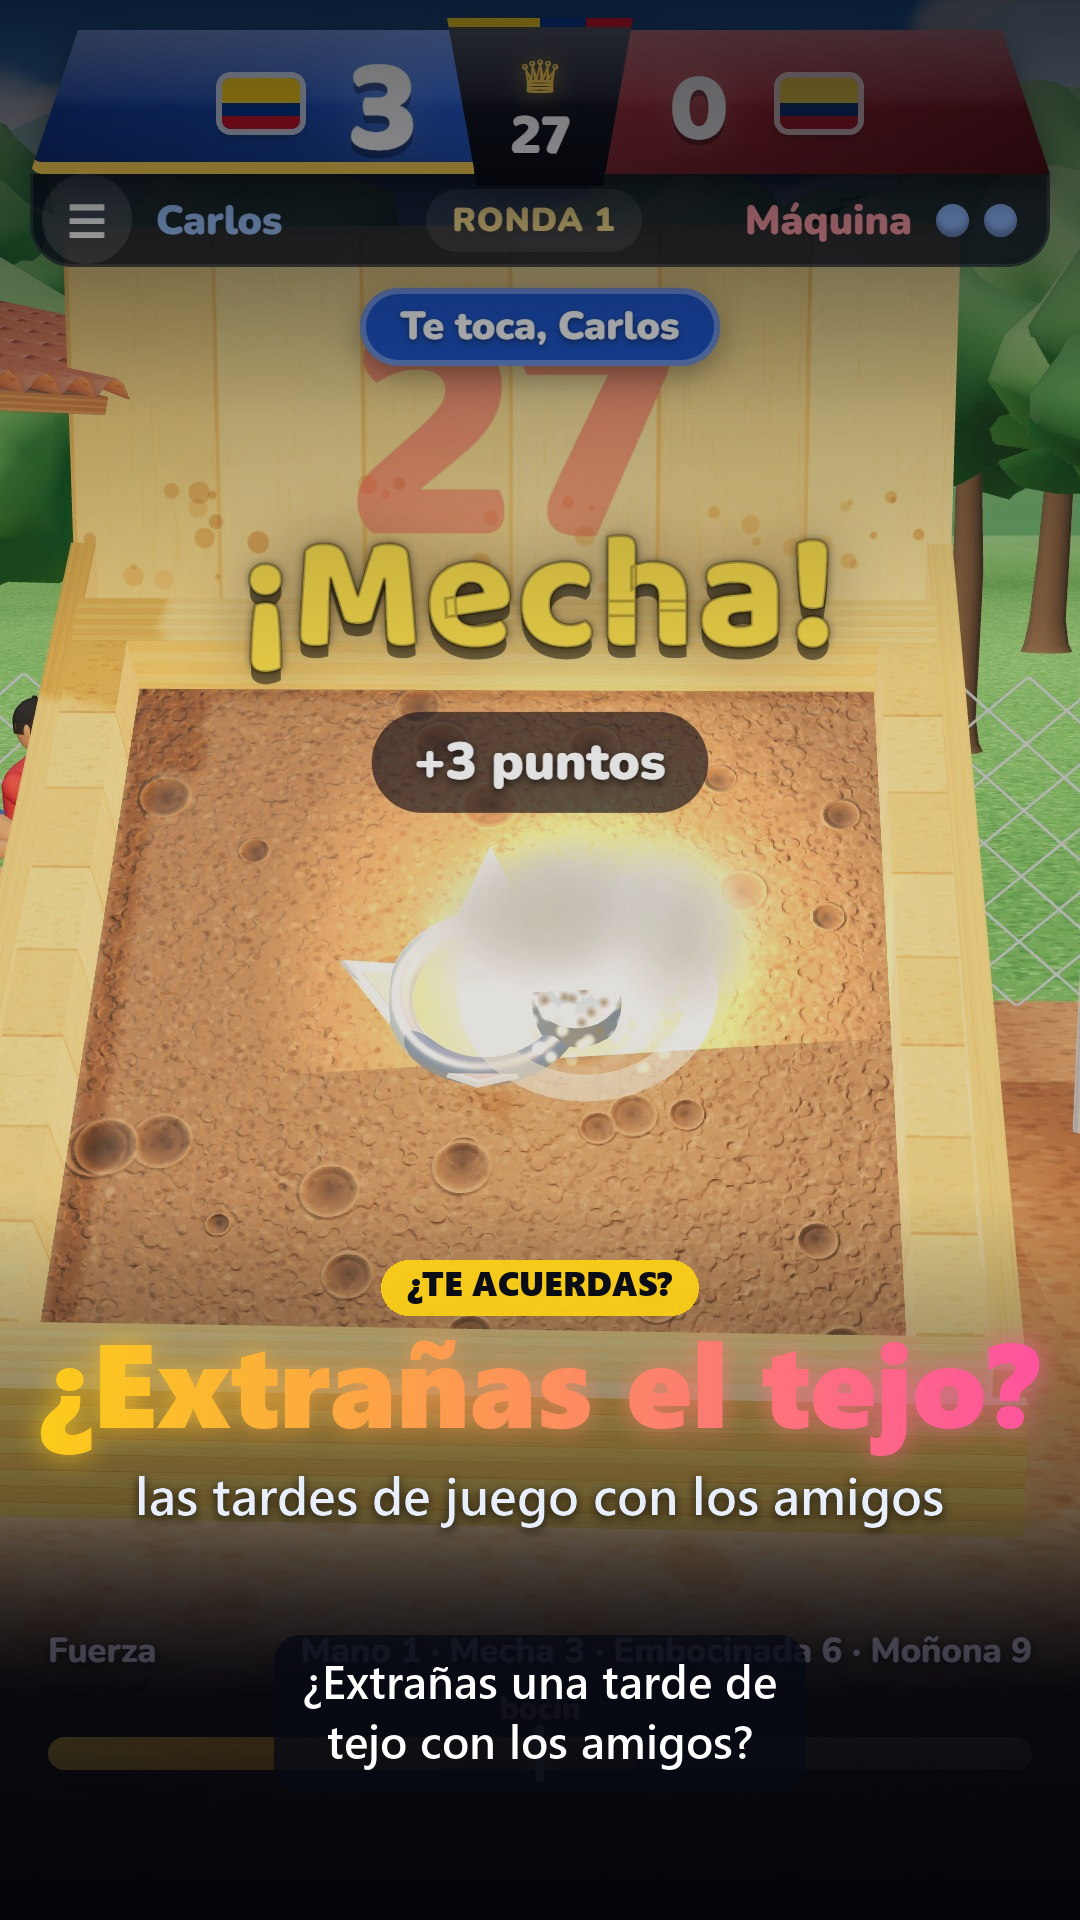 3
27
0
Carlos
RONDA 1
Máquina
Te toca, Carlos
27
¡Mecha!
+3 puntos
¿TE ACUERDAS?
¿Extrañas el tejo?
las tardes de juego con los amigos
Fuerza
Mano 1 · Mecha 3 · Embocinada 6 · Moñona 9
bocín
¿Extrañas una tarde de
tejo con los amigos?